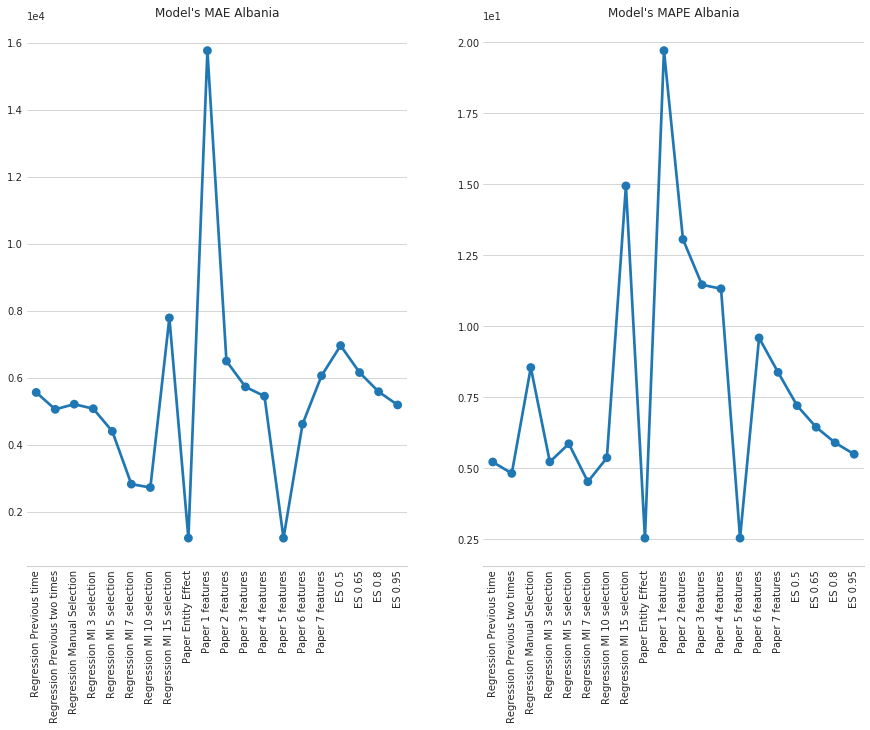 Model's MAE Albania
1e4
1.6
1.4
1.2
1.0
0.8
0.6
0.4
0.2
Regression Previous time
Regression Previous two times
Regression Manual Selection
Regression MI 3 selection
Regression MI 5 selection
Regression MI 7 selection
Regression MI 10 selection
Regression MI 15 selection
Paper Entity Effect
Paper 1 features
Paper 2 features
Paper 3 features
Paper 4 features
Paper 5 features
Paper 6 features
Paper 7 features
ES 0.5
ES 0.65
ES 0.8
ES 0.95
Model's MAPE Albania
1e1
2.00
1.75
1.50
1.25
1.00
0.75
0.50
0.25
Regression Previous time
Regression Previous two times
Regression Manual Selection
Regression MI 3 selection
Regression MI 5 selection
Regression MI 7 selection
Regression MI 10 selection
Regression MI 15 selection
Paper Entity Effect
Paper 1 features
Paper 2 features
Paper 3 features
Paper 4 features
Paper 5 features
Paper 6 features
Paper 7 features
ES 0.5
ES 0.65
ES 0.8
ES 0.95